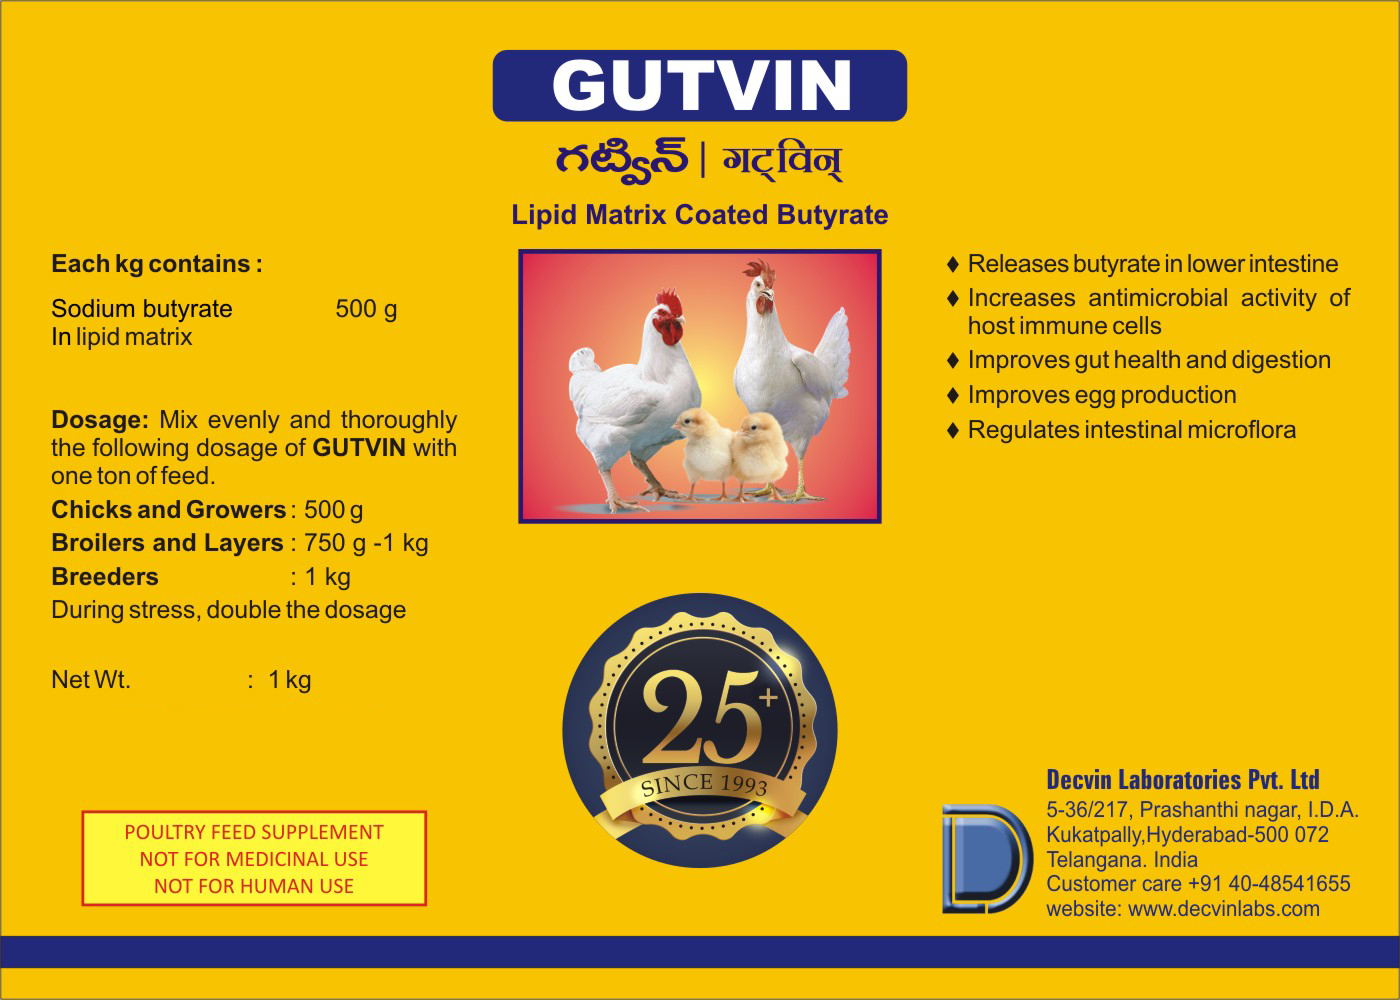 GUTVIN
గట్విన్ | गट्विन्
Lipid Matrix Coated Butyrate
Each kg contains :
Sodium butyrate 500 g
In lipid matrix
Dosage: Mix evenly and thoroughly
the following dosage of GUTVIN with
one ton of feed.
Chicks and Growers : 500 g
Broilers and Layers : 750 g -1 kg
Breeders : 1 kg
During stress, double the dosage
Net Wt. : 1 kg
POULTRY FEED SUPPLEMENT
NOT FOR MEDICINAL USE
NOT FOR HUMAN USE
25+
SINCE 1993
♦ Releases butyrate in lower intestine
♦ Increases antimicrobial activity of
host immune cells
♦ Improves gut health and digestion
♦ Improves egg production
♦ Regulates intestinal microflora
Decvin Laboratories Pvt. Ltd
5-36/217, Prashanthi nagar, I.D.A.
Kukatpally,Hyderabad-500 072
Telangana. India
Customer care +91 40-48541655
website: www.decvinlabs.com